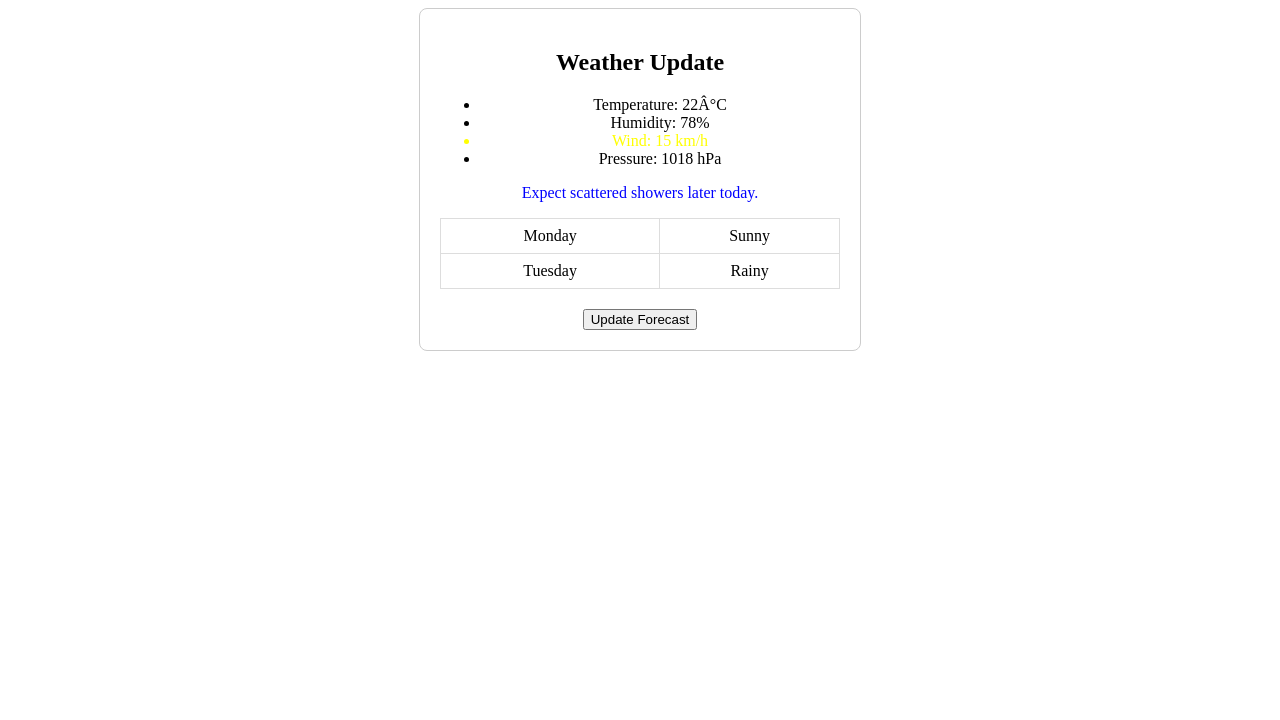 Weather Update
Temperature: 22Â°C
Humidity: 78%
Wind: 15 km/h
Pressure: 1018 hPa
Expect scattered showers later today.
Monday Sunny
Tuesday Rainy
Update Forecast